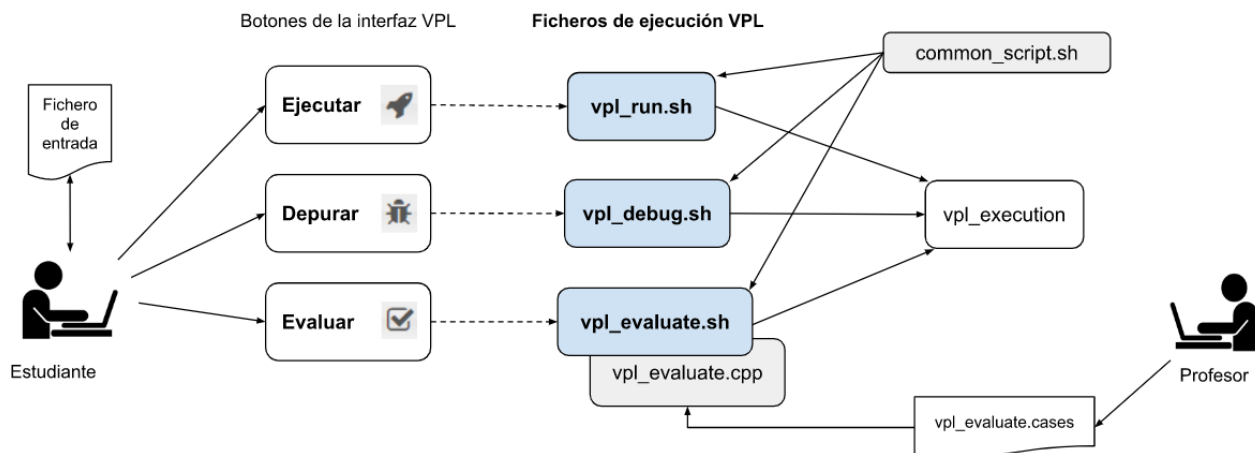 Botones de la interfaz VPL
Ficheros de ejecución VPL
common_script.sh
Fichero
de
entrada
Ejecutar
vpl_run.sh
Depurar
vpl_debug.sh
vpl_execution
Evaluar
vpl_evaluate.sh
vpl_evaluate.cpp
Estudiante
Profesor
vpl_evaluate.cases